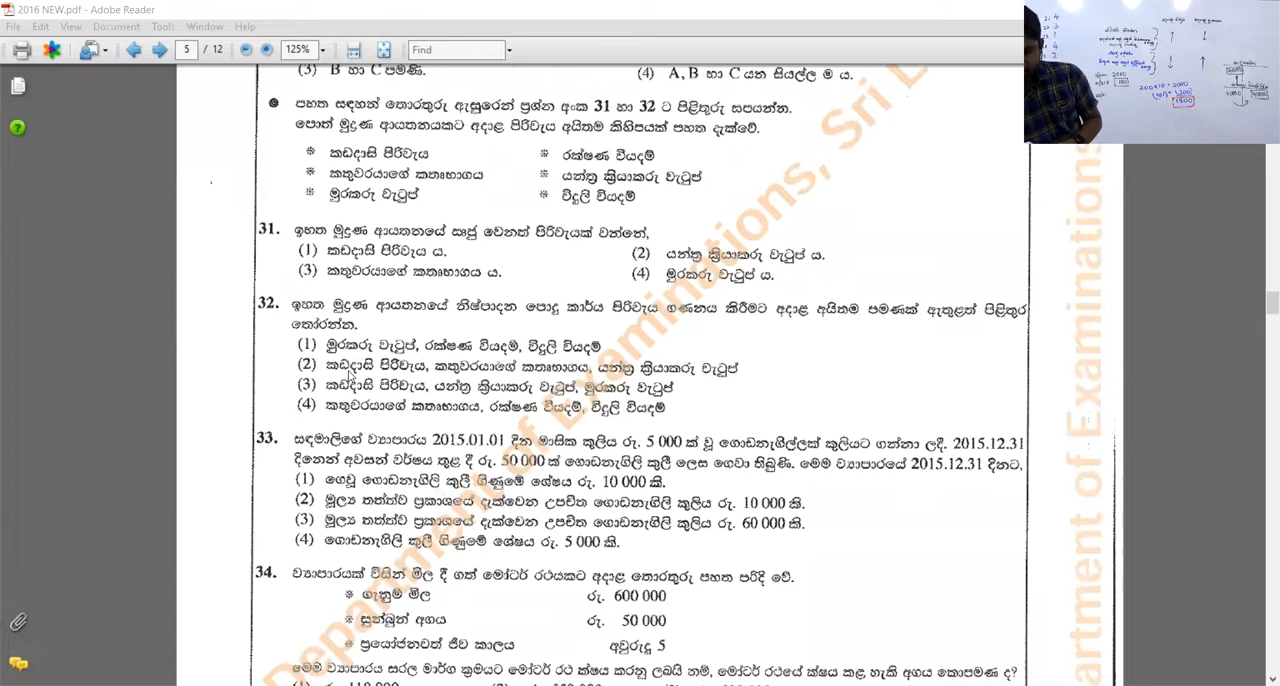 2016 NEW.pdf - Adobe Reader
File Edit View Document Tools Window Help
5 / 12 125% Find
(3) B හා C පමණි. (4) A, B හා C යන සියල්ල ම ය.
පහත සඳහන් තොරතුරු ඇසුරෙන් ප්‍රශ්න අංක 31 හා 32 ට පිළිතුරු සපයන්න.
පොත් මුද්‍රණ ආයතනයකට අදාළ පිරිවැය අයිතම කිහිපයක් පහත දැක්වේ.
* කඩදාසි පිරිවැය * රක්ෂණ වියදම්
* කතුවරයාගේ කතෘභාගය * යන්ත්‍ර ක්‍රියාකරු වැටුප්
* මුරකරු වැටුප් * විදුලි වියදම්
31. ඉහත මුද්‍රණ ආයතනයේ සෘජු වෙනත් පිරිවැයක් වන්නේ,
(1) කඩදාසි පිරිවැය ය. (2) යන්ත්‍ර ක්‍රියාකරු වැටුප් ය.
(3) කතුවරයාගේ කතෘභාගය ය. (4) මුරකරු වැටුප් ය.
32. ඉහත මුද්‍රණ ආයතනයේ නිෂ්පාදන පොදු කාර්ය පිරිවැය ගණනය කිරීමට අදාළ අයිතම පමණක් ඇතුළත් පිළිතුර
තෝරන්න.
(1) මුරකරු වැටුප්, රක්ෂණ වියදම්, විදුලි වියදම්
(2) කඩදාසි පිරිවැය, කතුවරයාගේ කතෘභාගය, යන්ත්‍ර ක්‍රියාකරු වැටුප්
(3) කඩදාසි පිරිවැය, යන්ත්‍ර ක්‍රියාකරු වැටුප්, මුරකරු වැටුප්
(4) කතුවරයාගේ කතෘභාගය, රක්ෂණ වියදම්, විදුලි වියදම්
33. සඳමාලිගේ ව්‍යාපාරය 2015.01.01 දින මාසික කුලිය රු. 5 000 ක් වූ ගොඩනැගිල්ලක් කුලියට ගන්නා ලදී. 2015.12.31
දිනෙන් අවසන් වර්ෂය තුළ දී රු. 50 000 ක් ගොඩනැගිලි කුලී ලෙස ගෙවා තිබුණි. මෙම ව්‍යාපාරයේ 2015.12.31 දිනට,
(1) ගෙවූ ගොඩනැගිලි කුලී ගිණුමේ ශේෂය රු. 10 000 කි.
(2) මූල්‍ය තත්ත්ව ප්‍රකාශයේ දැක්වෙන උපචිත ගොඩනැගිලි කුලිය රු. 10 000 කි.
(3) මූල්‍ය තත්ත්ව ප්‍රකාශයේ දැක්වෙන උපචිත ගොඩනැගිලි කුලිය රු. 60 000 කි.
(4) ගොඩනැගිලි කුලී ගිණුමේ ශේෂය රු. 5 000 කි.
34. ව්‍යාපාරයක් විසින් මිල දී ගත් මෝටර් රථයකට අදාළ තොරතුරු පහත පරිදි වේ.
* ගැනුම් මිල රු. 600 000
* සුන්බුන් අගය රු. 50 000
* ප්‍රයෝජනවත් ජීව කාලය අවුරුදු 5
මෙම ව්‍යාපාරය සරල මාර්ග ක්‍රමයට මෝටර් රථ ක්ෂය කරනු ලබයි නම්, මෝටර් රථයේ ක්ෂය කළ හැකි අගය කොපමණ ද?
Department of Examinations, Sri L
artment of Examinations